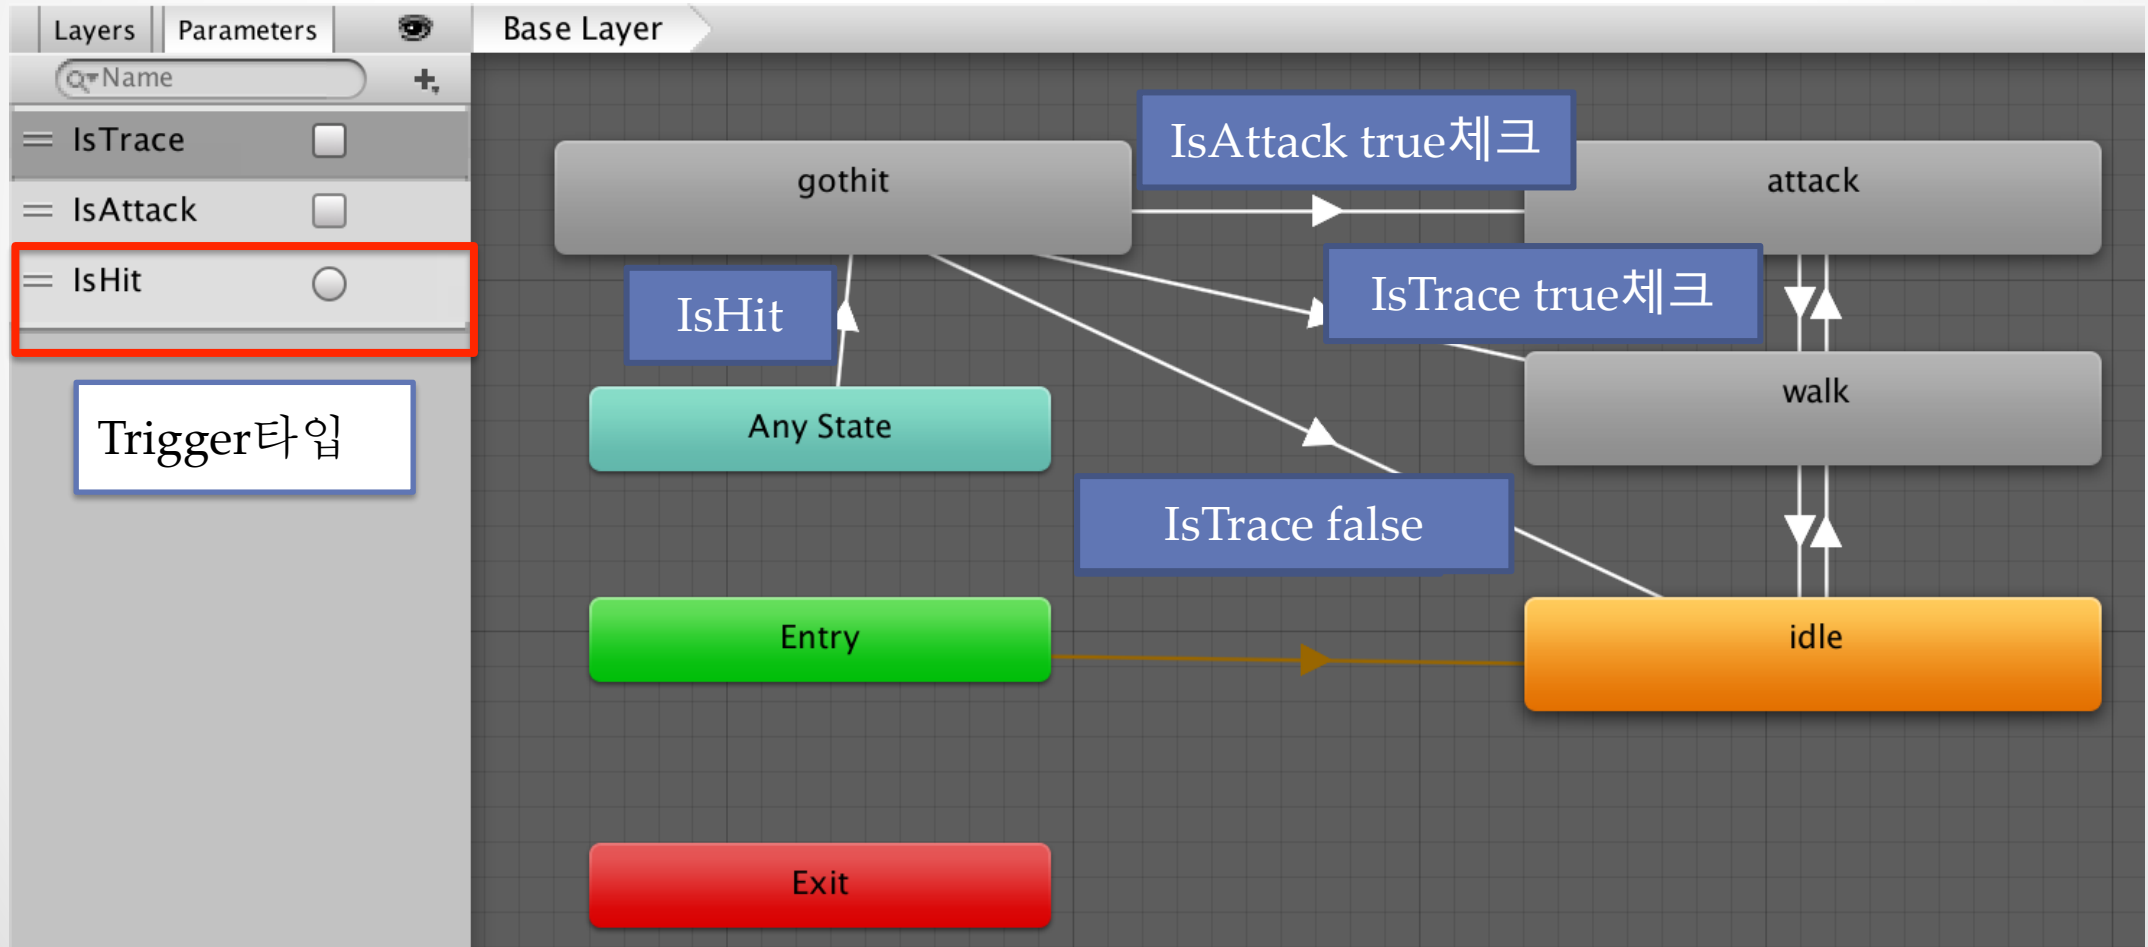 Layers
Parameters
Base Layer
Name
IsTrace
IsAttack
IsHit
Trigger타입
gothit
IsAttack true체크
attack
IsHit
IsTrace true체크
walk
Any State
IsTrace false
Entry
idle
Exit